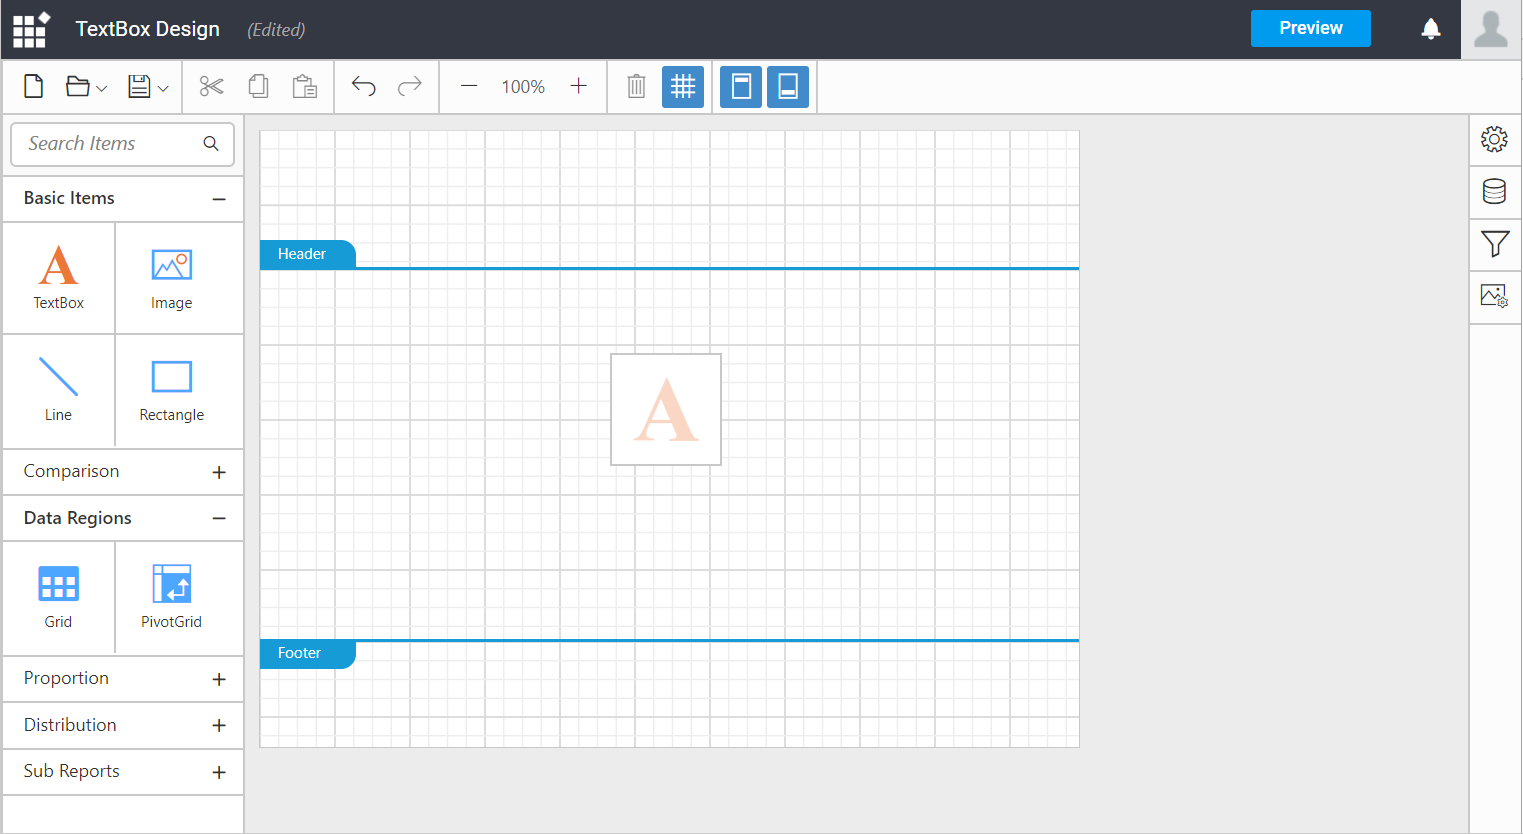 TextBox Design (Edited)
Preview
100%
Search Items
Basic Items
TextBox
Image
Line
Rectangle
Comparison
Data Regions
Grid
PivotGrid
Proportion
Distribution
Sub Reports
Header
A
Footer